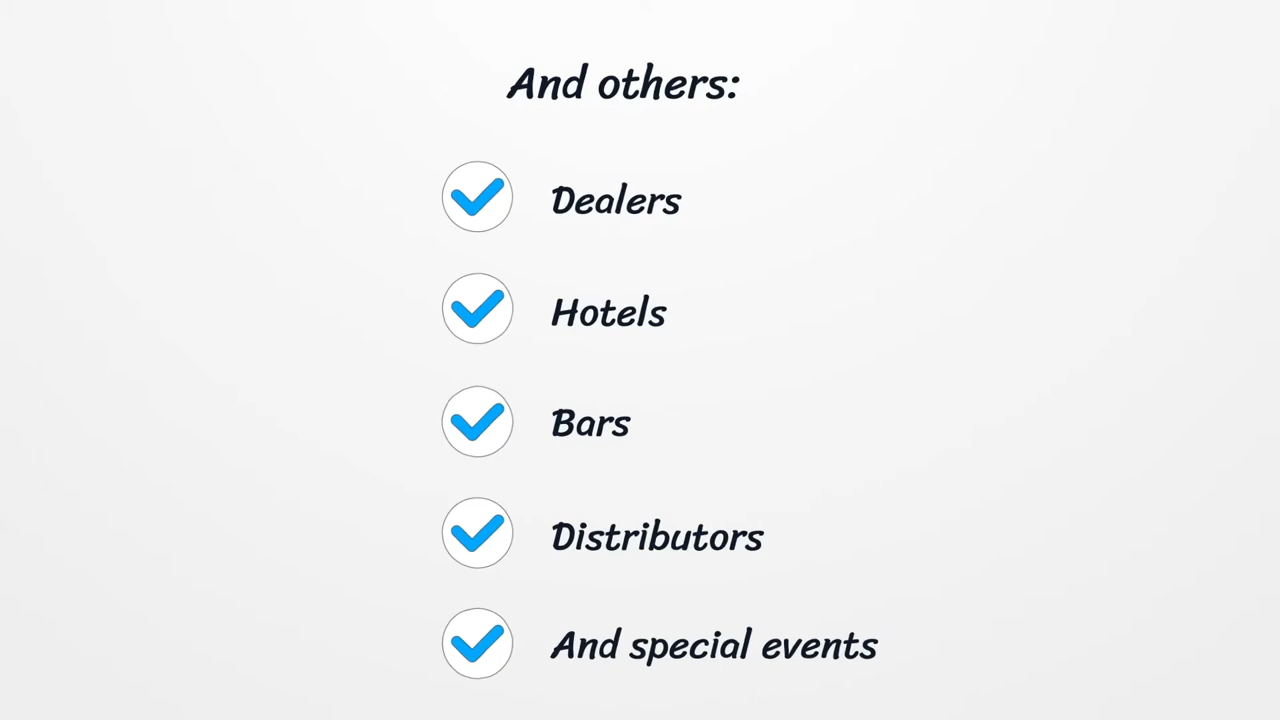 And others:
Dealers
Hotels
Bars
Distributors
And special events